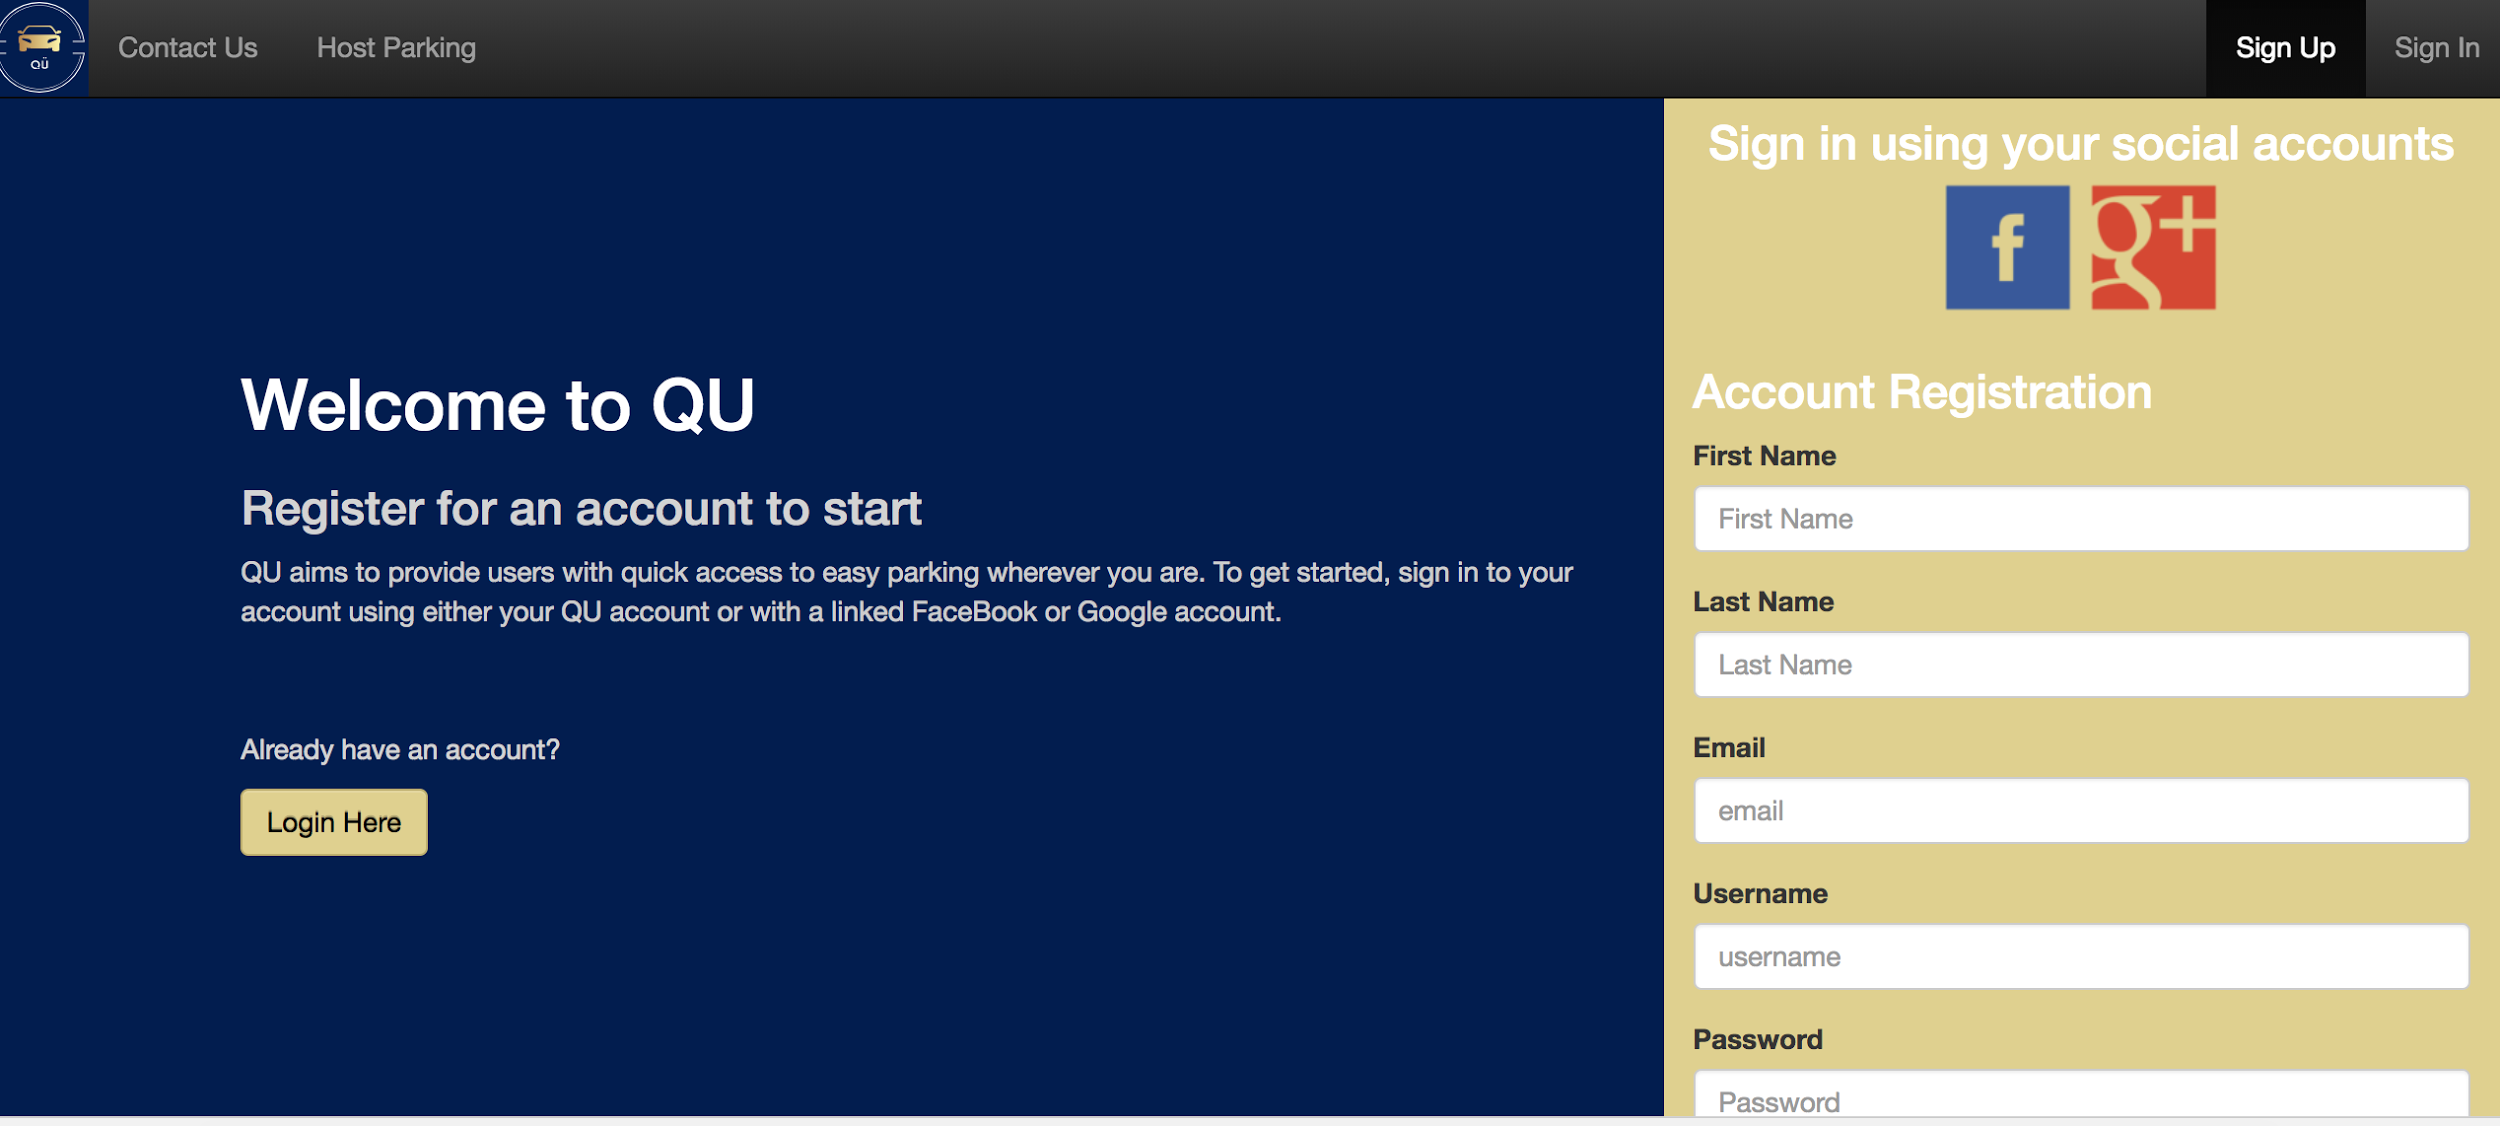 QÜ
Contact Us
Host Parking
Sign Up
Sign In
Welcome to QU
Register for an account to start
QU aims to provide users with quick access to easy parking wherever you are. To get started, sign in to your
account using either your QU account or with a linked FaceBook or Google account.
Already have an account?
Login Here
Sign in using your social accounts
f
g+
Account Registration
First Name
First Name
Last Name
Last Name
Email
email
Username
username
Password
Password